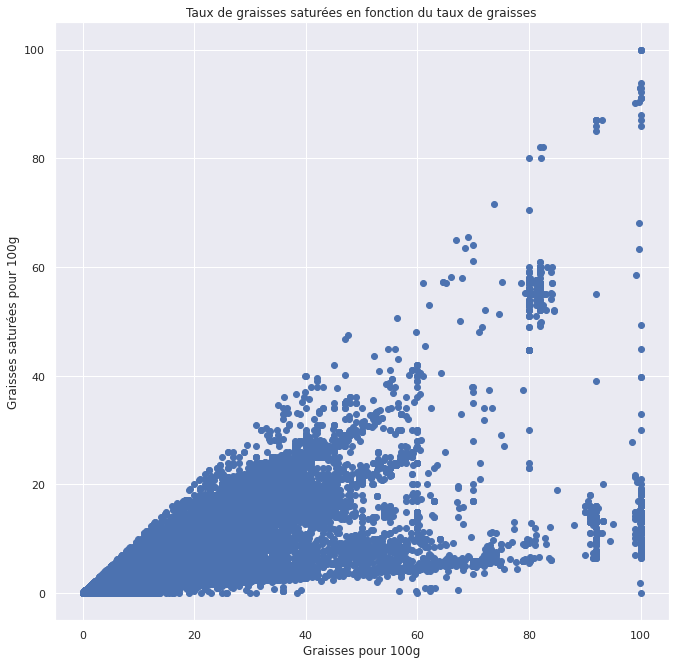 Taux de graisses saturées en fonction du taux de graisses
100
80
60
40
20
0
Graisses saturées pour 100g
0 20 40 60 80 100
Graisses pour 100g